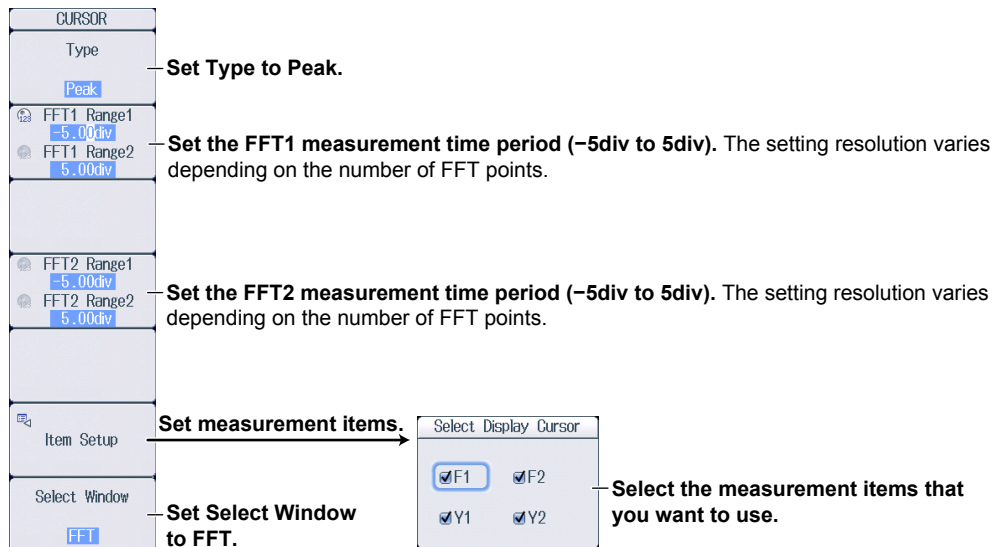 CURSOR
Type
Peak
Set Type to Peak.
FFT1 Range1
-5.00div
FFT1 Range2
5.00div
Set the FFT1 measurement time period (−5div to 5div). The setting resolution varies
depending on the number of FFT points.
FFT2 Range1
-5.00div
FFT2 Range2
5.00div
Set the FFT2 measurement time period (−5div to 5div). The setting resolution varies
depending on the number of FFT points.
Item Setup
Set measurement items.
Select Display Cursor
F1 F2
Y1 Y2
Select the measurement items that
you want to use.
Select Window
FFT
Set Select Window
to FFT.